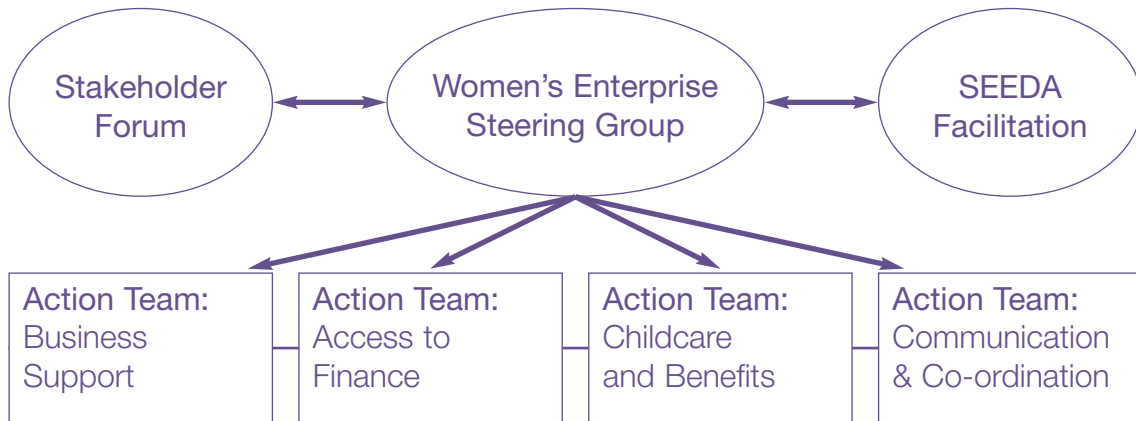 Stakeholder
Forum
Women’s Enterprise
Steering Group
SEEDA
Facilitation
Action Team:
Business
Support
Action Team:
Access to
Finance
Action Team:
Childcare
and Benefits
Action Team:
Communication
& Co-ordination